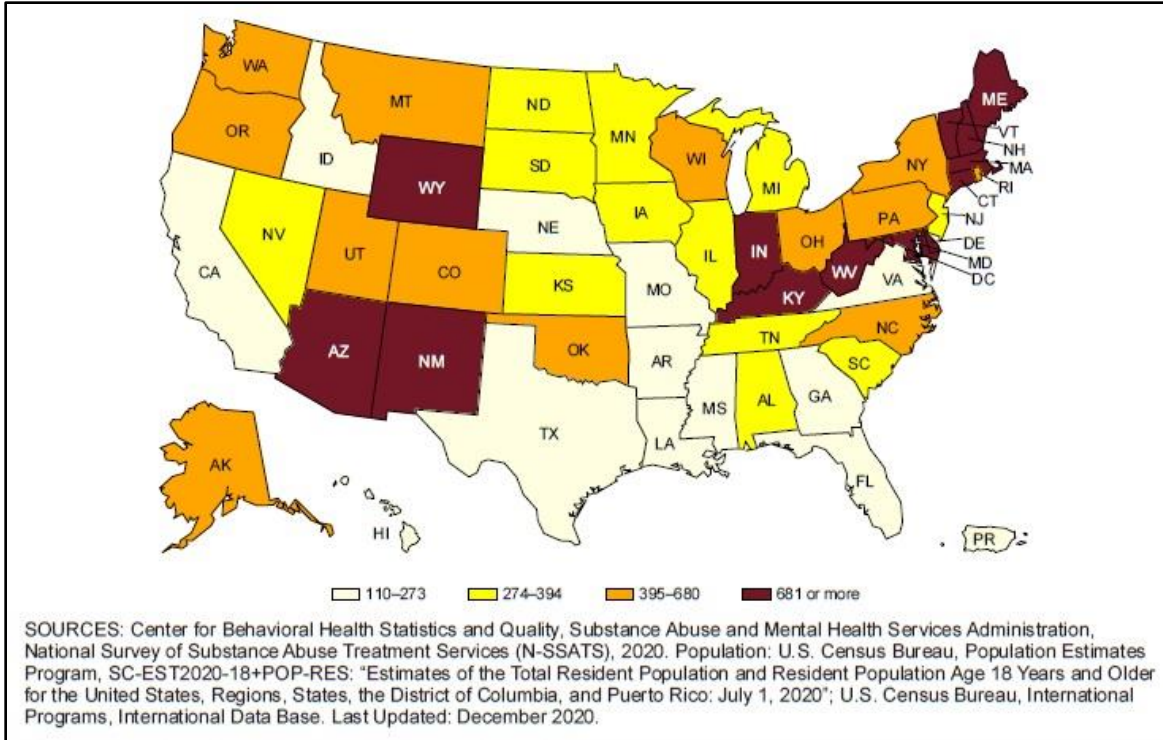 WA
MT
ND
MN
ME
OR
ID
SD
WI
NY
VT
NH
MA
RI
CT
WY
MI
IA
PA
NJ
NE
NV
UT
CO
IL
IN
OH
DE
MD
DC
CA
KS
MO
WV
VA
KY
AZ
NM
OK
TN
NC
AR
SC
MS
AL
GA
TX
LA
FL
AK
HI
PR
110–273 274–394 395–680 681 or more
SOURCES: Center for Behavioral Health Statistics and Quality, Substance Abuse and Mental Health Services Administration,
National Survey of Substance Abuse Treatment Services (N-SSATS), 2020. Population: U.S. Census Bureau, Population Estimates
Program, SC-EST2020-18+POP-RES: “Estimates of the Total Resident Population and Resident Population Age 18 Years and Older
for the United States, Regions, States, the District of Columbia, and Puerto Rico: July 1, 2020”; U.S. Census Bureau, International
Programs, International Data Base. Last Updated: December 2020.